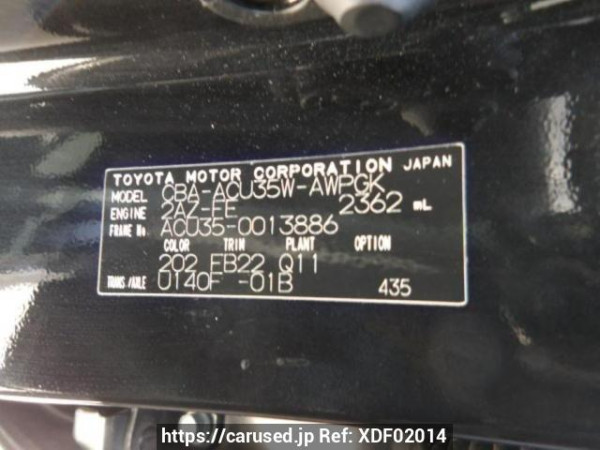 TOYOTA MOTOR CORPORATION JAPAN
MODEL CBA-ACU35W-AWPGK
ENGINE 2AZ-FE 2362 mL
FRAME No. ACU35-0013886
COLOR TRIM PLANT OPTION
202 FB22 Q11
TRANS/AXLE U140F -01B 435
https://carused.jp Ref: XDF02014